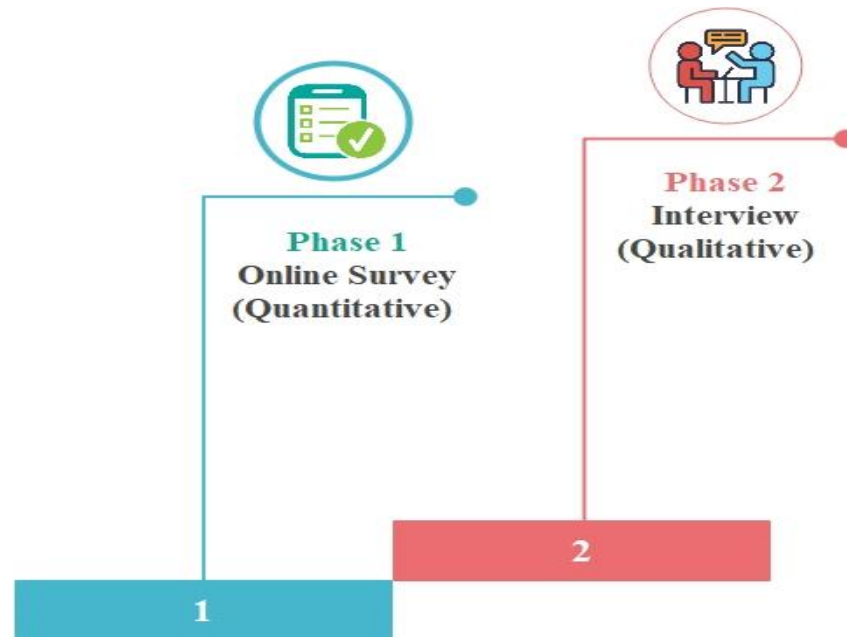 Phase 1
Online Survey
(Quantitative)
Phase 2
Interview
(Qualitative)
1
2